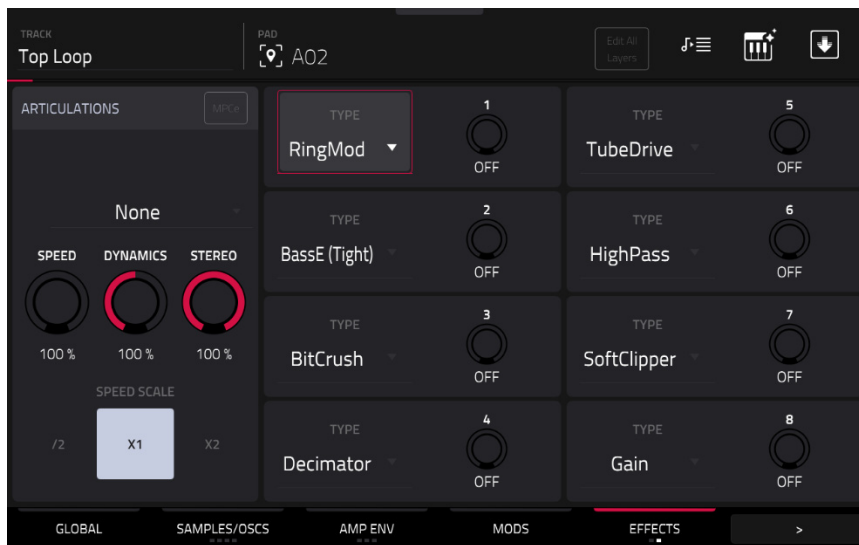 TRACK
Top Loop
PAD
A02
Edit All
Layers
ARTICULATIONS
MPCe
None
SPEED DYNAMICS STEREO
100 % 100 % 100 %
SPEED SCALE
/2 X1 X2
TYPE
RingMod
1
OFF
TYPE
TubeDrive
5
OFF
TYPE
BassE (Tight)
2
OFF
TYPE
HighPass
6
OFF
TYPE
BitCrush
3
OFF
TYPE
SoftClipper
7
OFF
TYPE
Decimator
4
OFF
TYPE
Gain
8
OFF
GLOBAL SAMPLES/OSCS AMP ENV MODS EFFECTS >